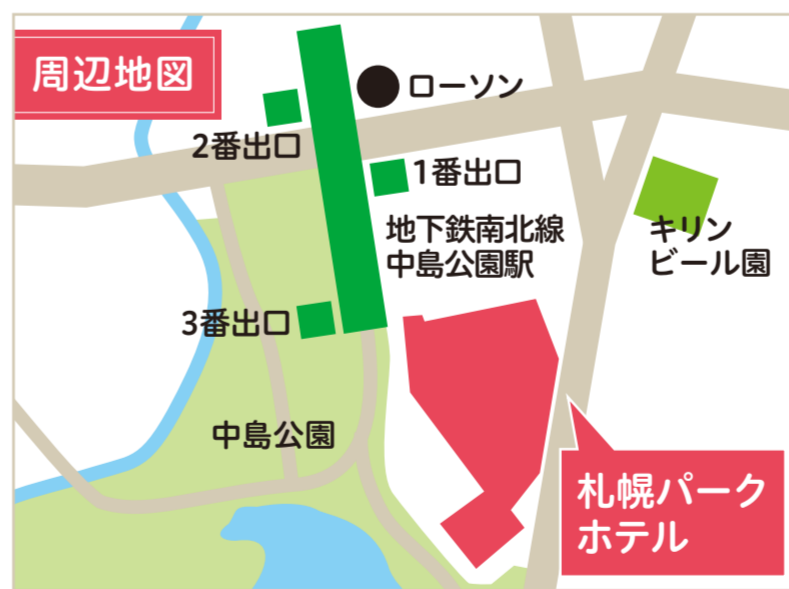 周辺地図
ローソン
2番出口
1番出口
地下鉄南北線
中島公園駅
キリン
ビール園
3番出口
中島公園
札幌パーク
ホテル